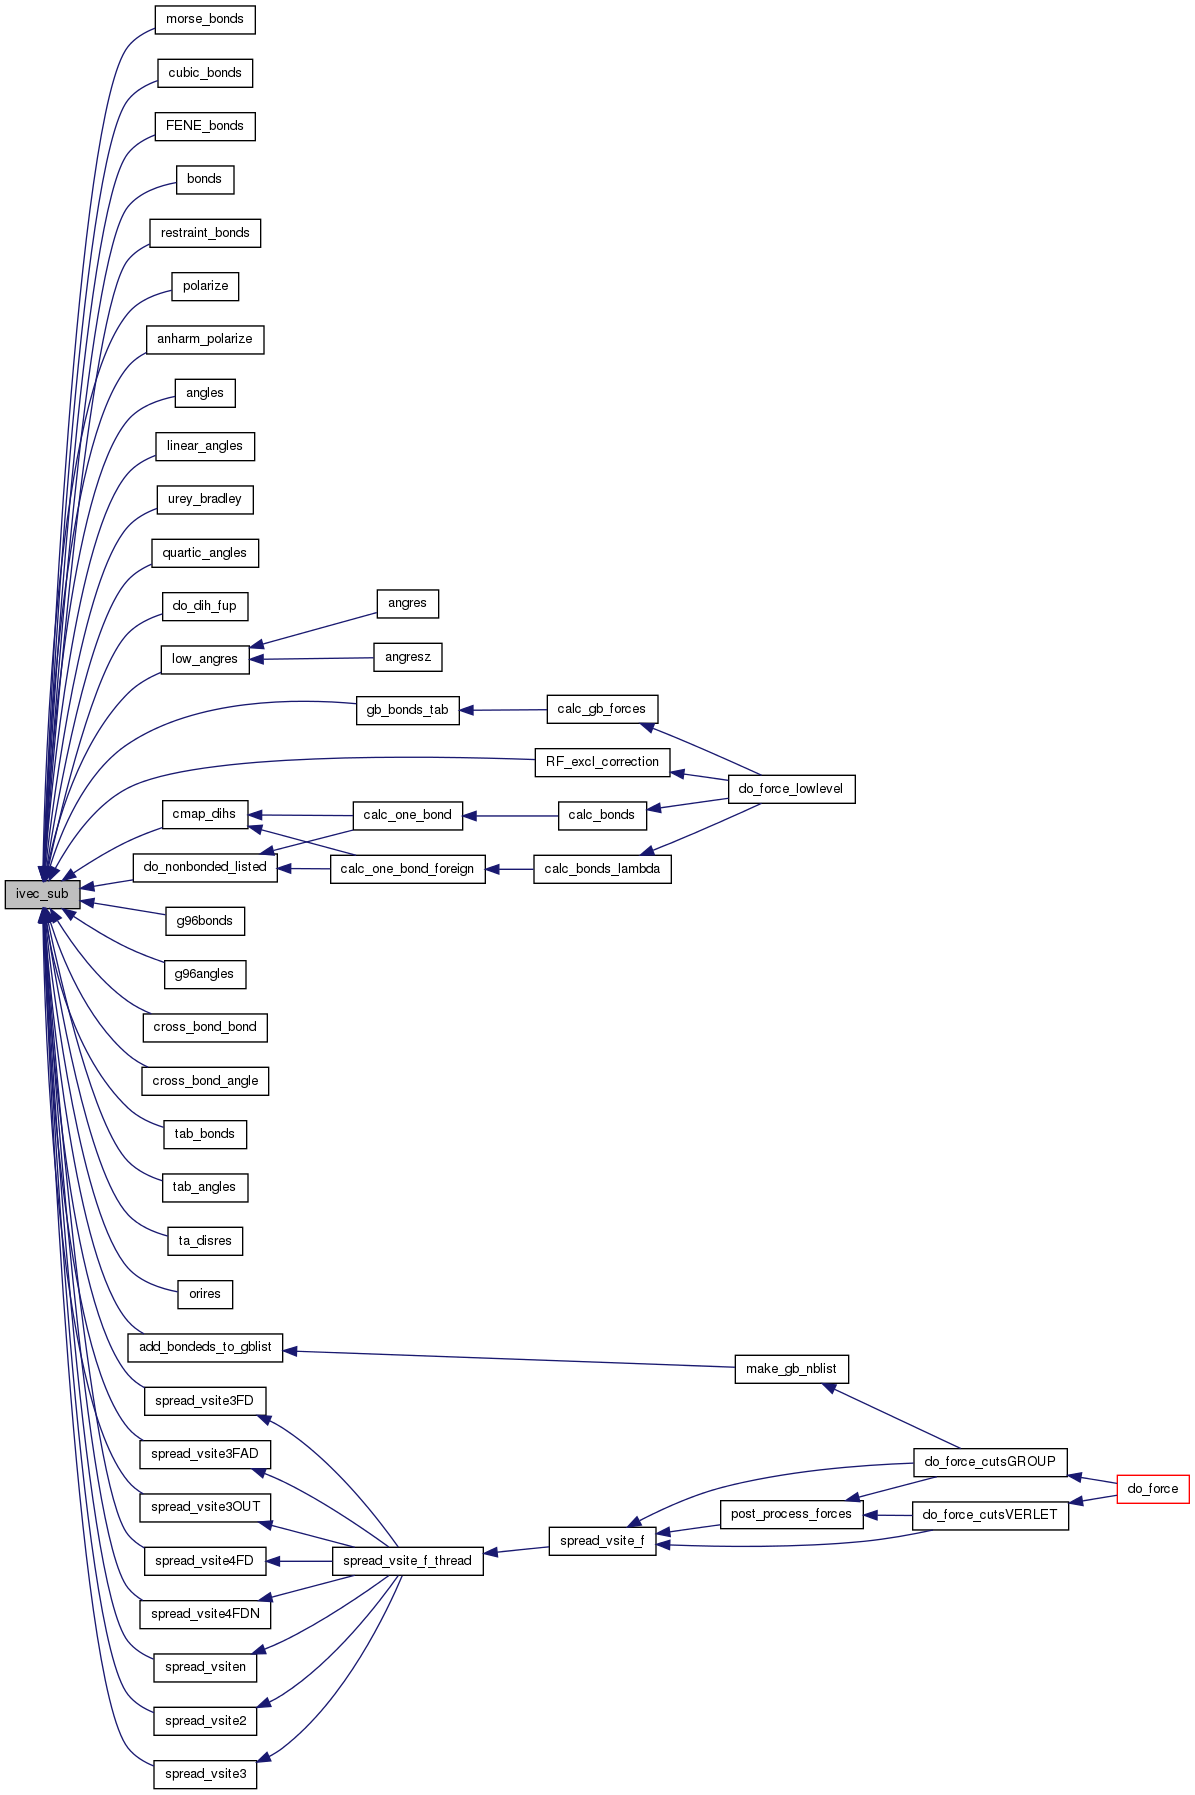 morse_bonds
cubic_bonds
FENE_bonds
bonds
restraint_bonds
polarize
anharm_polarize
angles
linear_angles
urey_bradley
quartic_angles
do_dih_fup
low_angres
angres
angresz
gb_bonds_tab
calc_gb_forces
RF_excl_correction
do_force_lowlevel
cmap_dihs
calc_one_bond
calc_bonds
do_nonbonded_listed
calc_one_bond_foreign
calc_bonds_lambda
ivec_sub
g96bonds
g96angles
cross_bond_bond
cross_bond_angle
tab_bonds
tab_angles
ta_disres
orires
add_bondeds_to_gblist
make_gb_nblist
spread_vsite3FD
spread_vsite3FAD
do_force_cutsGROUP
do_force
spread_vsite3OUT
post_process_forces
do_force_cutsVERLET
spread_vsite_f
spread_vsite4FD
spread_vsite_f_thread
spread_vsite4FDN
spread_vsiten
spread_vsite2
spread_vsite3